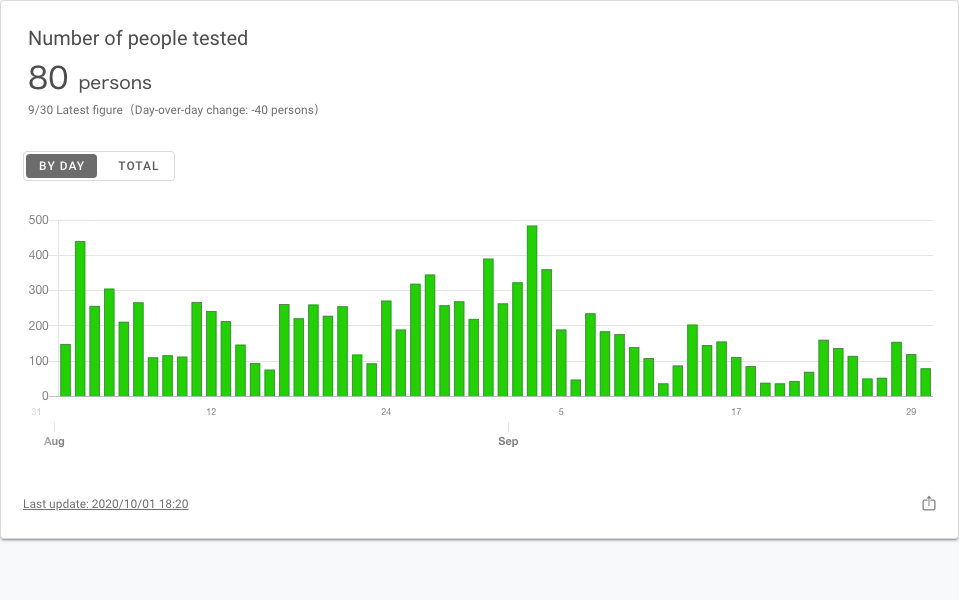 Number of people tested
80 persons
9/30 Latest figure（Day-over-day change: -40 persons）
BY DAY TOTAL
500
400
300
200
100
0
31 12 24 5 17 29
Aug Sep
Last update: 2020/10/01 18:20